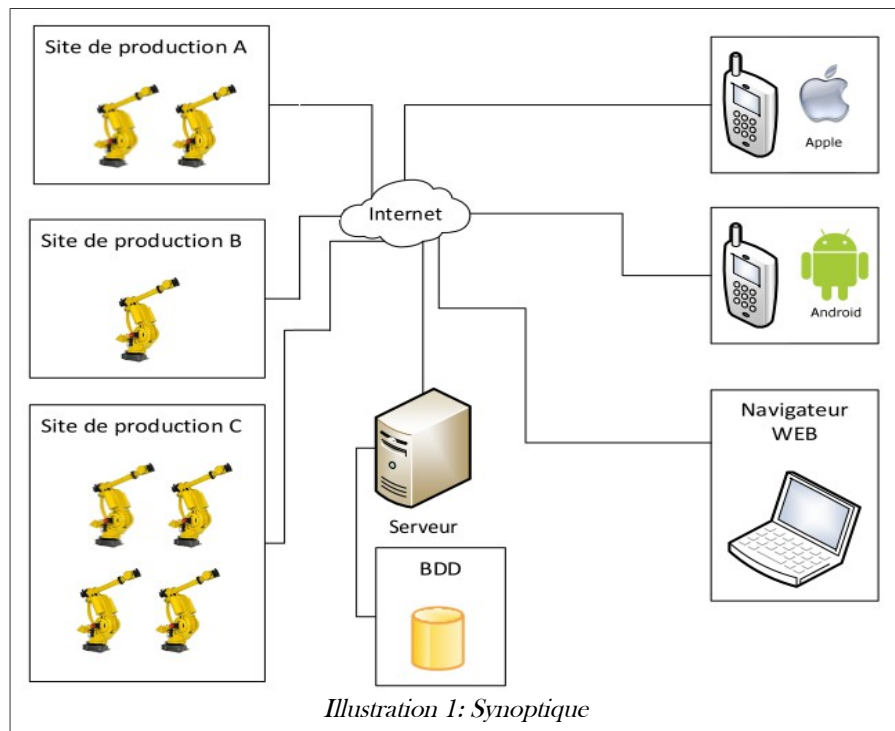 Site de production A
Site de production B
Site de production C
Internet
Serveur
BDD
Apple
Android
Navigateur
WEB
Illustration 1: Synoptique